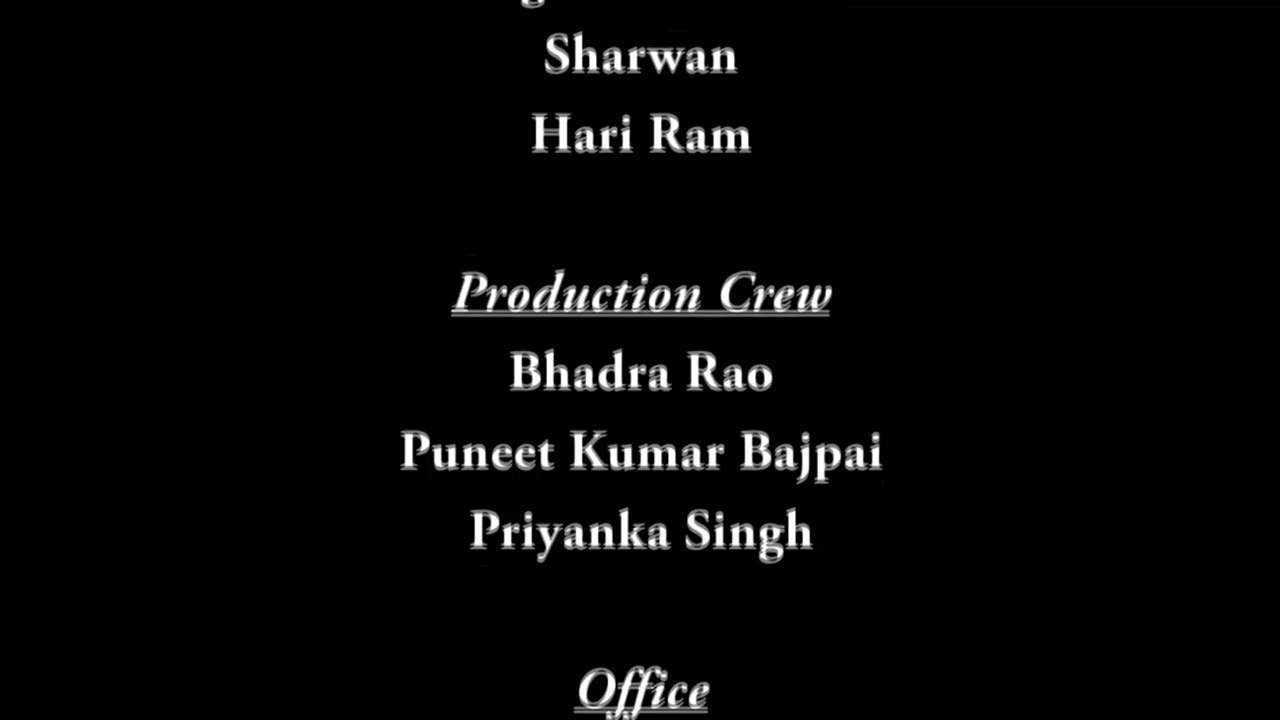 Sharwan
Hari Ram
Production Crew
Bhadra Rao
Puneet Kumar Bajpai
Priyanka Singh
Office